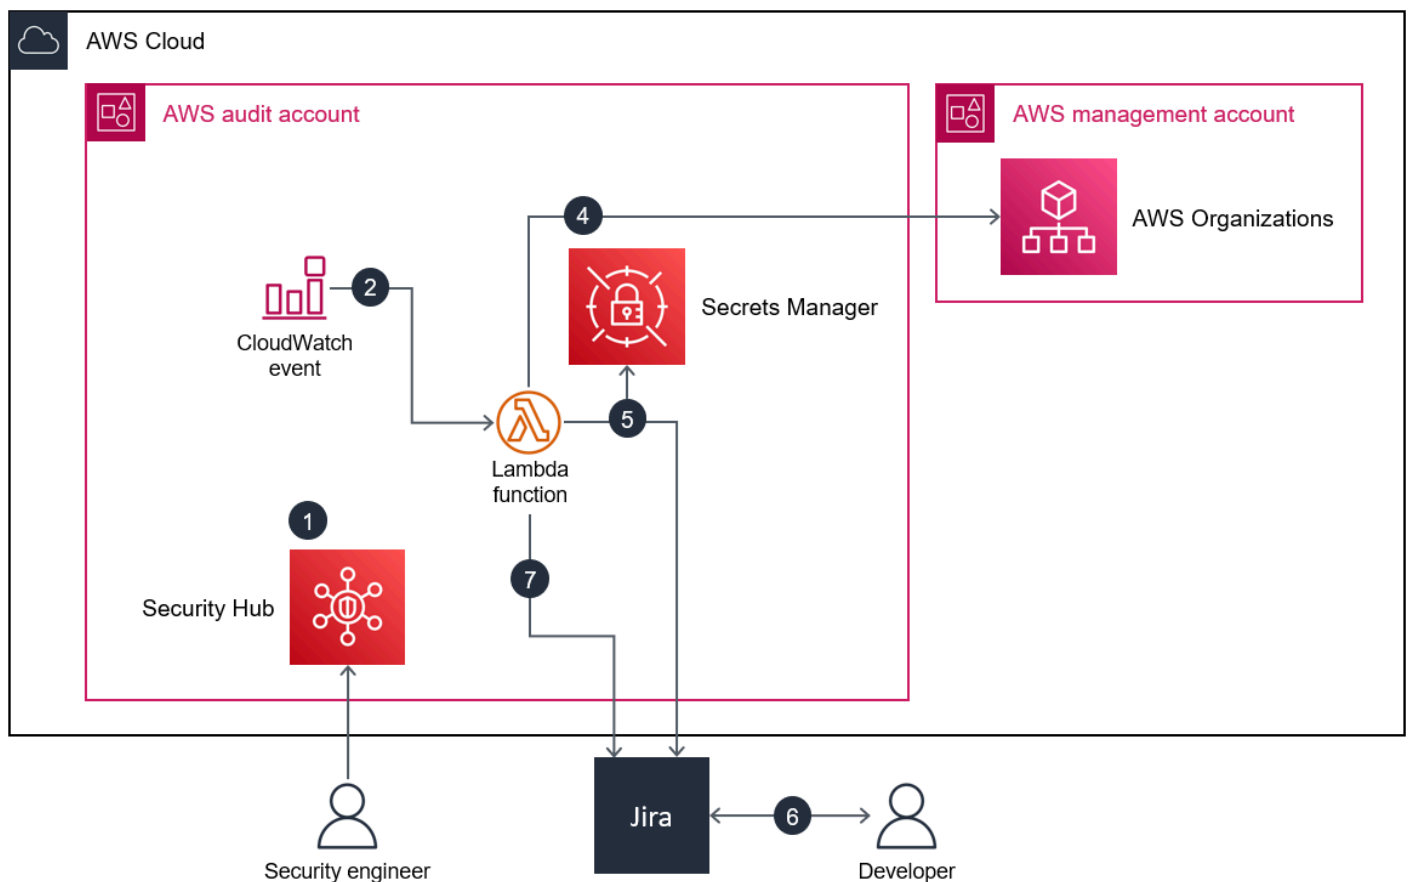 AWS Cloud
AWS audit account
AWS management account
4
AWS Organizations
2
Secrets Manager
CloudWatch
event
5
Lambda
function
1
7
Security Hub
Jira
6
Security engineer
Developer